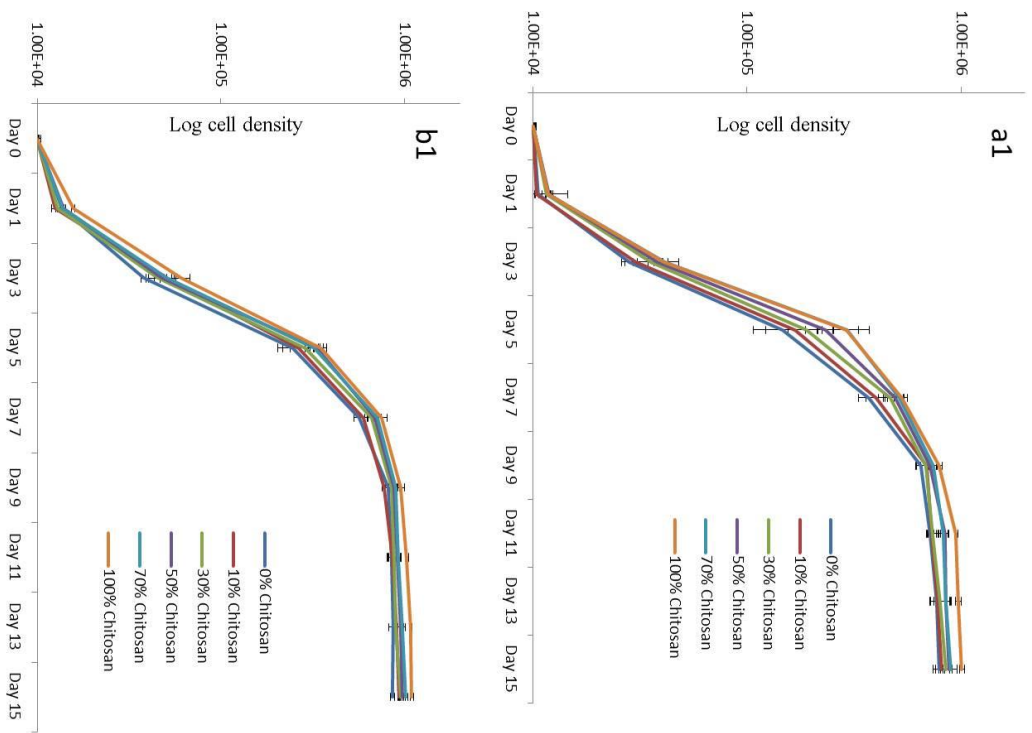 a1
Log cell density
1.00E+06
1.00E+05
1.00E+04
Day 0
Day 1
Day 3
Day 5
Day 7
Day 9
Day 11
Day 13
Day 15
0% Chitosan
10% Chitosan
30% Chitosan
50% Chitosan
70% Chitosan
100% Chitosan
b1
Log cell density
1.00E+06
1.00E+05
1.00E+04
Day 0
Day 1
Day 3
Day 5
Day 7
Day 9
Day 11
Day 13
Day 15
0% Chitosan
10% Chitosan
30% Chitosan
50% Chitosan
70% Chitosan
100% Chitosan